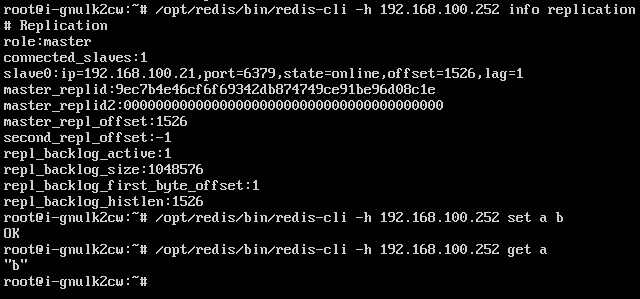 root@i-gnulk2cw:~# /opt/redis/bin/redis-cli -h 192.168.100.252 info replication
# Replication
role:master
connected_slaves:1
slave0:ip=192.168.100.21,port=6379,state=online,offset=1526,lag=1
master_replid:9ec7b4e46cf6f69342db874749ce91be96d08c1e
master_replid2:0000000000000000000000000000000000000000
master_repl_offset:1526
second_repl_offset:-1
repl_backlog_active:1
repl_backlog_size:1048576
repl_backlog_first_byte_offset:1
repl_backlog_histlen:1526
root@i-gnulk2cw:~# /opt/redis/bin/redis-cli -h 192.168.100.252 set a b
OK
root@i-gnulk2cw:~# /opt/redis/bin/redis-cli -h 192.168.100.252 get a
"b"
root@i-gnulk2cw:~#